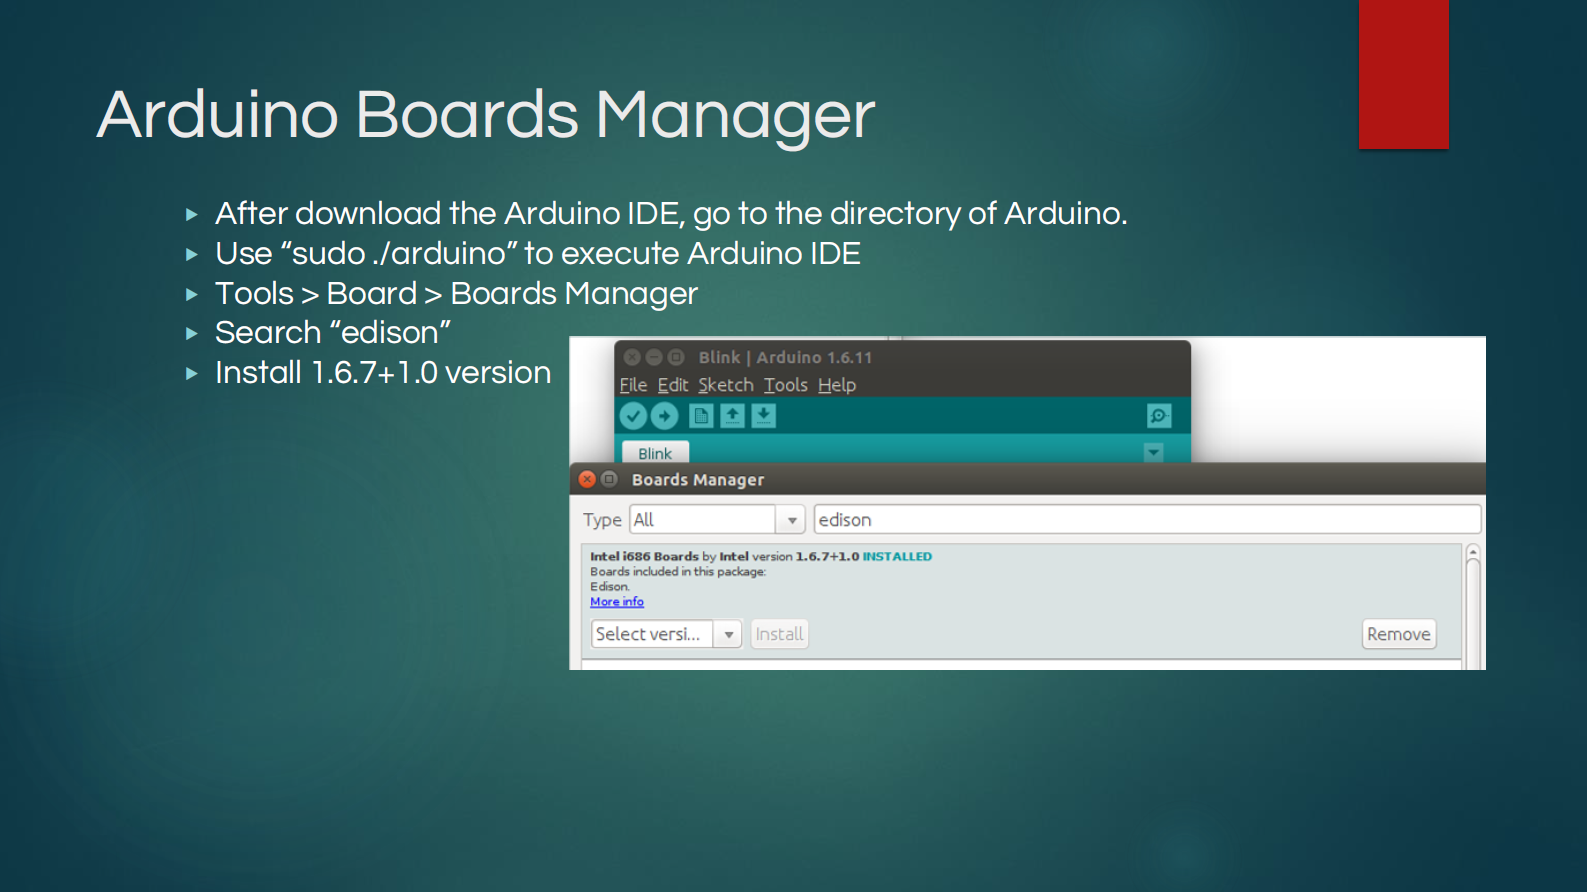 Arduino Boards Manager
After download the Arduino IDE, go to the directory of Arduino.
Use “sudo ./arduino” to execute Arduino IDE
Tools > Board > Boards Manager
Search “edison”
Install 1.6.7+1.0 version
Blink | Arduino 1.6.11
File Edit Sketch Tools Help
Blink
Boards Manager
Type All edison
Intel i686 Boards by Intel version 1.6.7+1.0 INSTALLED
Boards included in this package:
Edison.
More info
Select versi... Install Remove